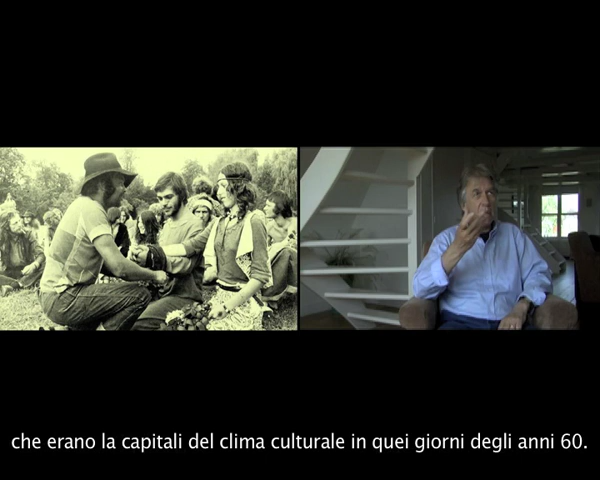 che erano la capitali del clima culturale in quei giorni degli anni 60.